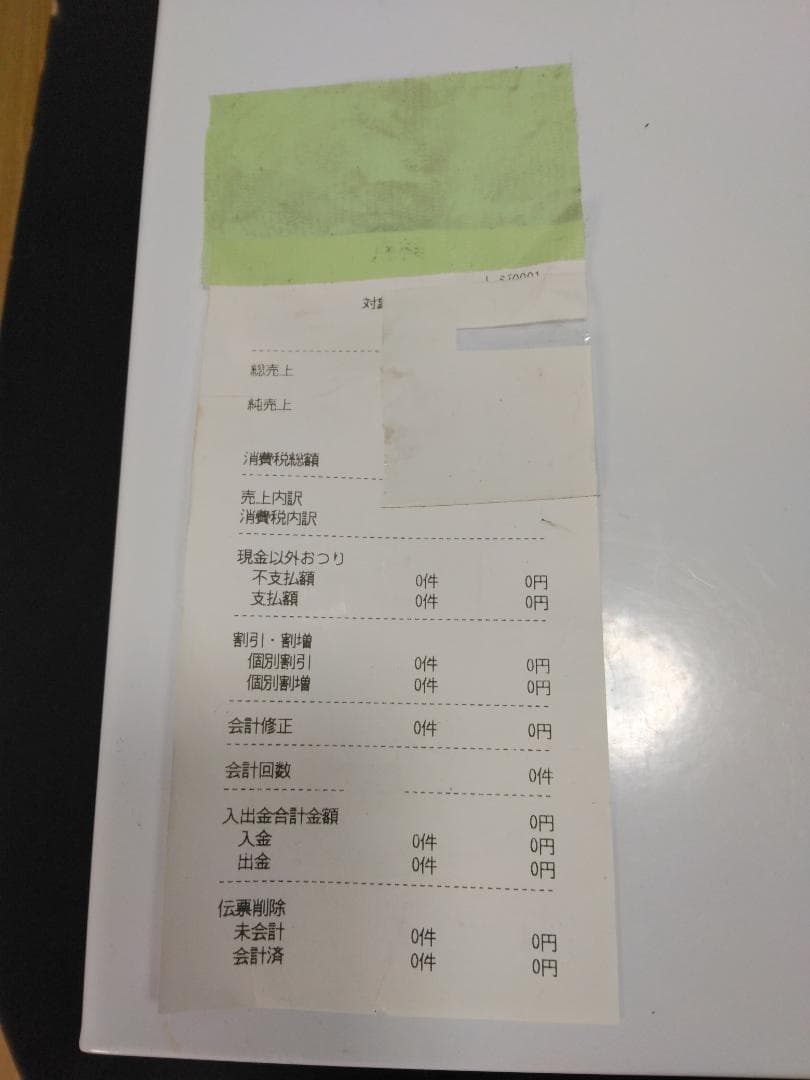 対
総売上
純売上
消費税総額
売上内訳
消費税内訳
現金以外おつり
不支払額 0件 0円
支払額 0件 0円
割引・割増
個別割引 0件 0円
個別割増 0件 0円
会計修正 0件 0円
会計回数 0件
入出金合計金額 0円
入金 0件 0円
出金 0件 0円
伝票削除
未会計 0件 0円
会計済 0件 0円